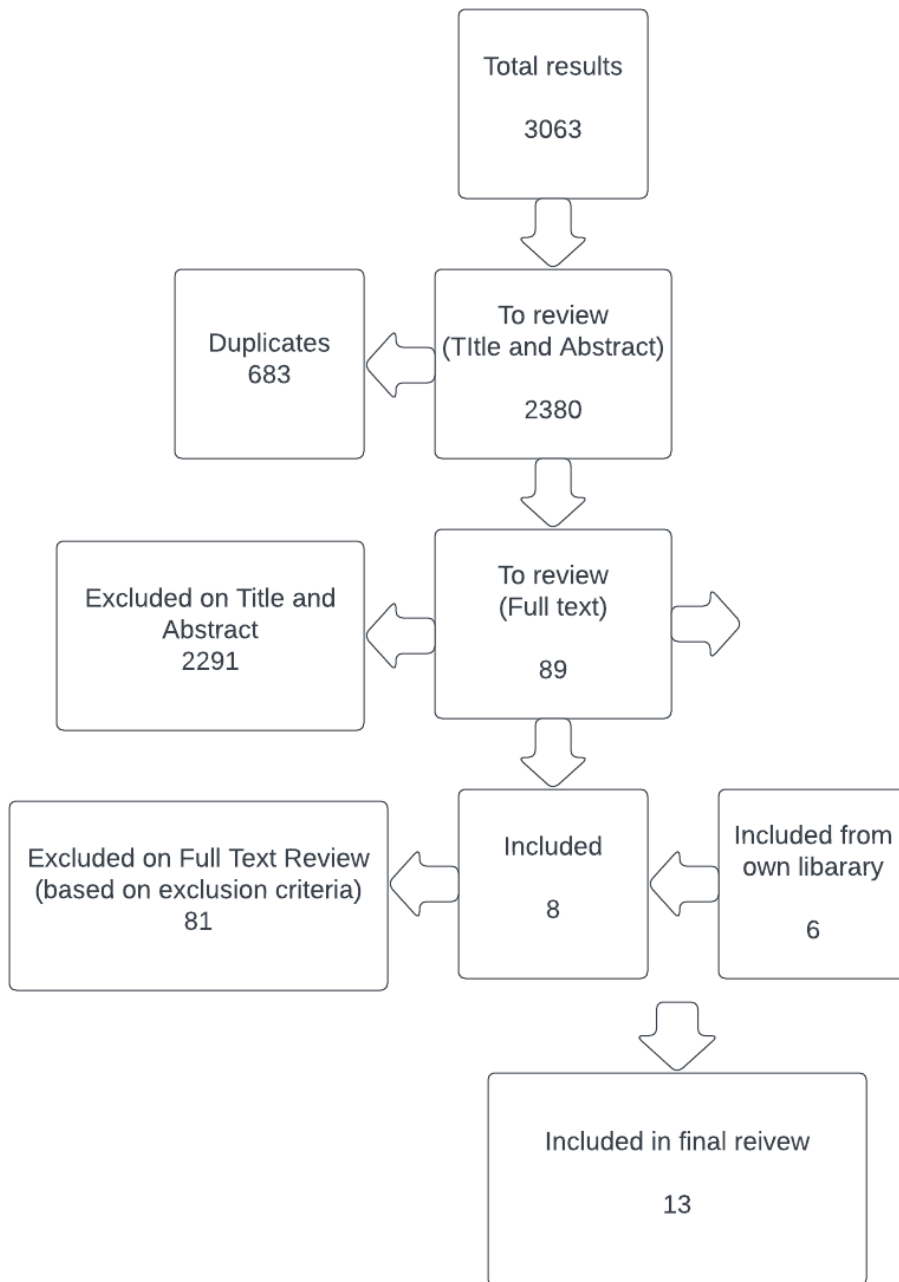 Total results
3063
Duplicates
683
To review
(TItle and Abstract)
2380
Excluded on Title and
Abstract
2291
To review
(Full text)
89
Excluded on Full Text Review
(based on exclusion criteria)
81
Included
8
Included from
own libarary
6
Included in final reivew
13